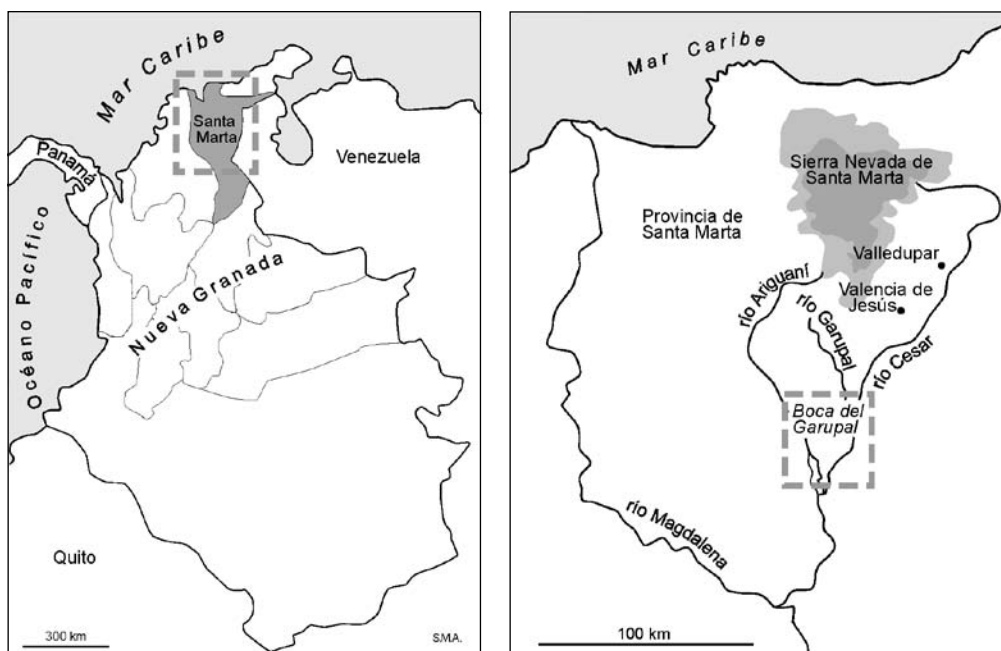 Mar Caribe
Santa
Marta
Panamá
Venezuela
Océano Pacífico
Nueva Granada
Quito
300 km
S.M.A.
Mar Caribe
Sierra Nevada de
Santa Marta
Provincia de
Santa Marta
Valledupar
río Ariguaní
Valencia de
Jesús
río Garupal
río Cesar
Boca del
Garupal
río Magdalena
100 km